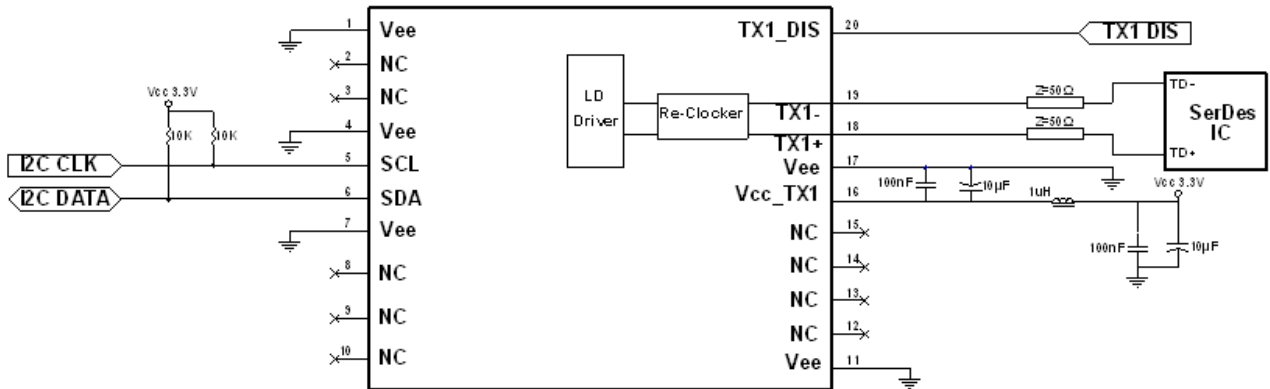 1 Vee
2 NC
3 NC
4 Vee
5 SCL
6 SDA
7 Vee
8 NC
9 NC
10 NC
Vcc 3.3V
10K 10K
I2C CLK
I2C DATA
LD
Driver
Re-Clocker
TX1_DIS 20
TX1- 19
TX1+ 18
Vee 17
Vcc_TX1 16
NC 15
NC 14
NC 13
NC 12
Vee 11
TX1 DIS
Z=50Ω
Z=50Ω
TD-
SerDes
IC
TD+
100nF
10µF
1uH
Vcc 3.3V
100nF
10µF